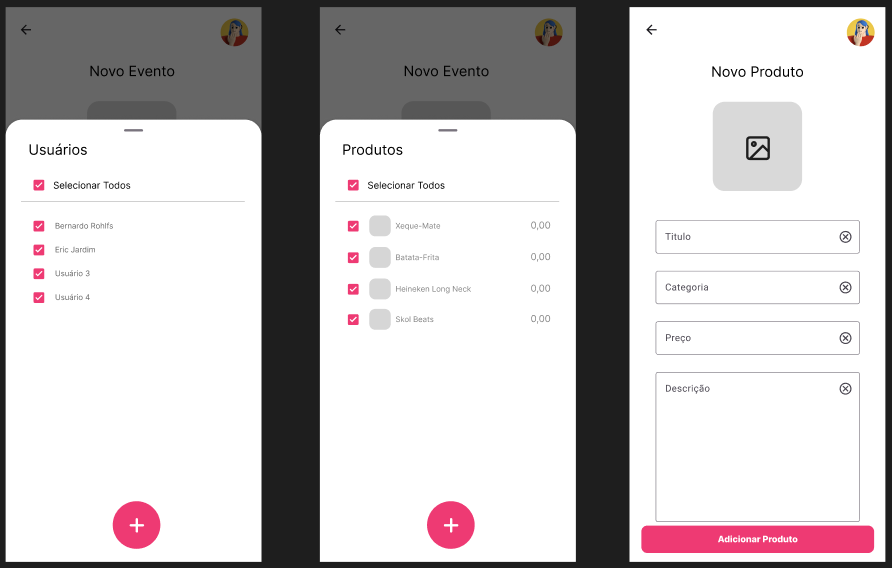 Novo Evento
Usuários
Selecionar Todos
Bernardo Rohlfs
Eric Jardim
Usuário 3
Usuário 4
Novo Evento
Produtos
Selecionar Todos
Xeque-Mate 0,00
Batata-Frita 0,00
Heineken Long Neck 0,00
Skol Beats 0,00
Novo Produto
Titulo
Categoria
Preço
Descrição
Adicionar Produto